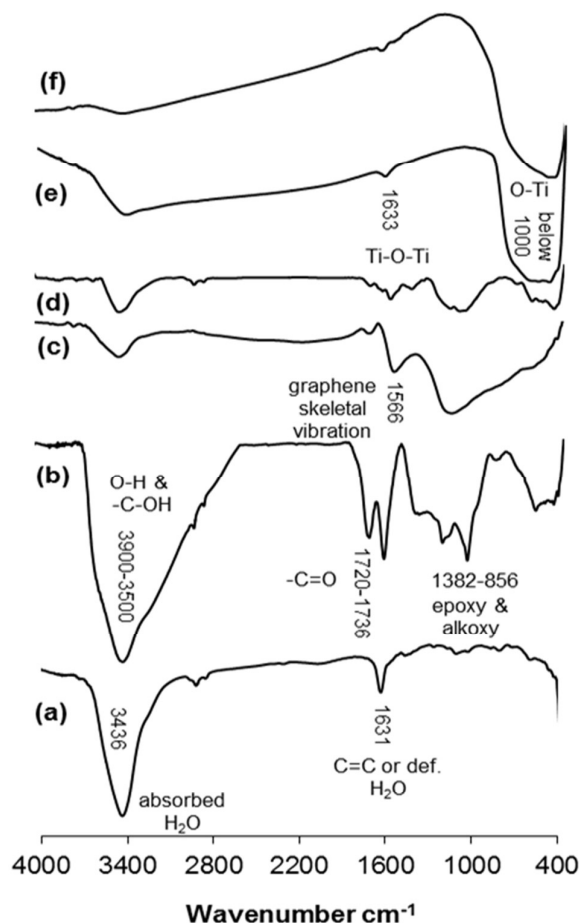 (f)
O-Ti
(e)
1633
below
1000
Ti-O-Ti
(d)
(c)
graphene
skeletal
vibration
1566
(b)
O-H &
-C-OH
3900-3500
-C=O
1720-1736
1382-856
epoxy &
alkoxy
(a)
3436
1631
C=C or def.
H₂O
absorbed
H₂O
4000 3400 2800 2200 1600 1000 400
Wavenumber cm⁻¹